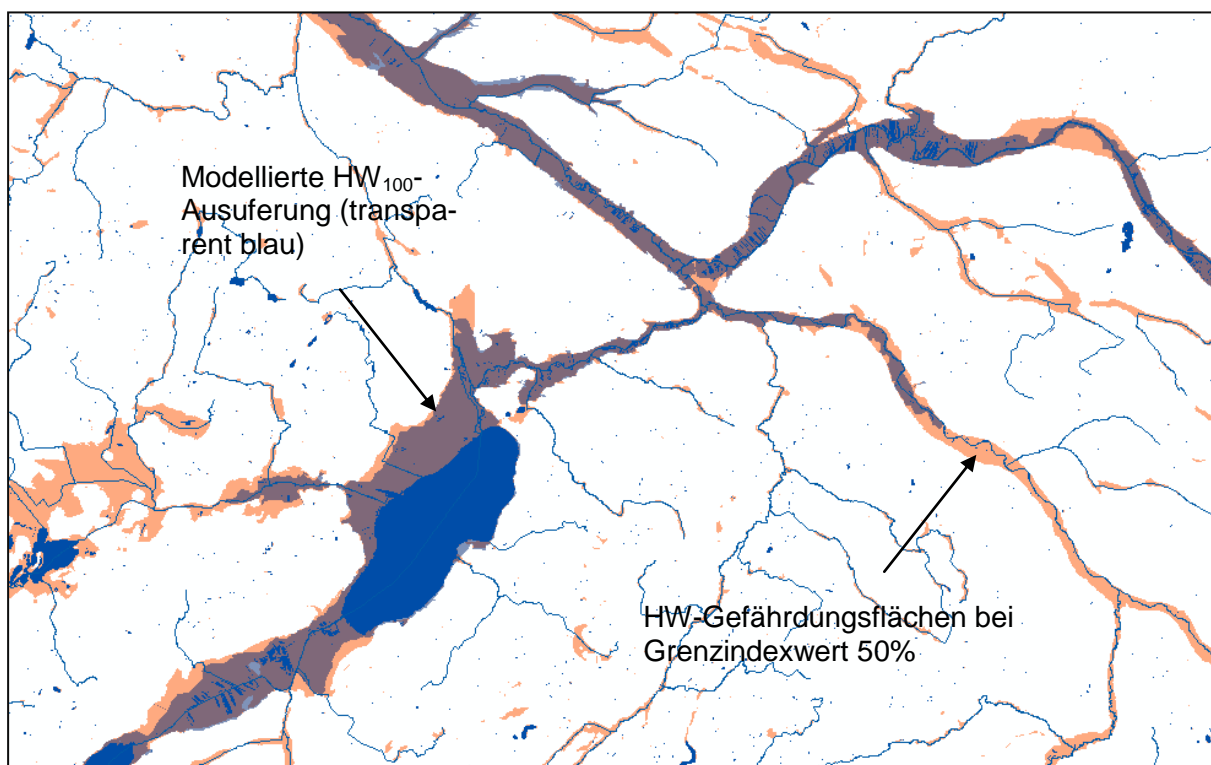 Modellierte HW₁₀₀-
Ausuferung (transpa-
rent blau)
HW-Gefährdungsflächen bei
Grenzindexwert 50%